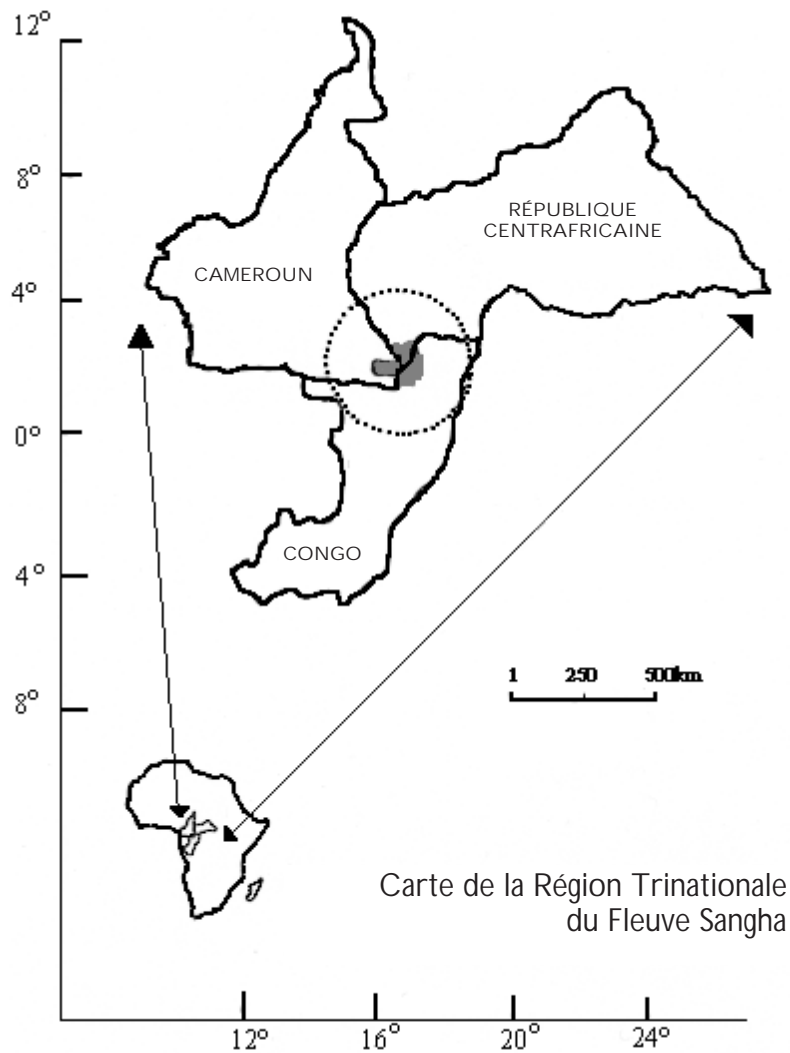 12°
8°
RÉPUBLIQUE
CENTRAFRICAINE
CAMEROUN
4°
0°
CONGO
4°
1 250 500km
8°
Carte de la Région Trinationale
du Fleuve Sangha
12° 16° 20° 24°